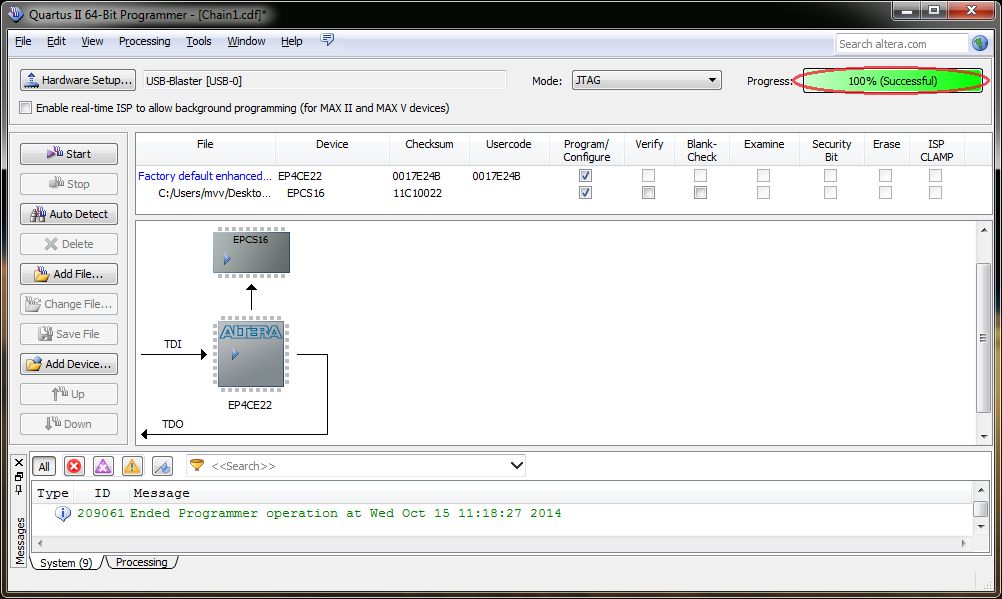 Quartus II 64-Bit Programmer - [Chain1.cdf]*
File Edit View Processing Tools Window Help
Search altera.com
Hardware Setup... USB-Blaster [USB-0] Mode: JTAG Progress: 100% (Successful)
Enable real-time ISP to allow background programming (for MAX II and MAX V devices)
Start
Stop
Auto Detect
Delete
Add File...
Change File...
Save File
Add Device...
Up
Down
File Device Checksum Usercode Program/ Verify Blank- Examine Security Erase ISP
Configure Check Bit CLAMP
Factory default enhanced... EP4CE22 0017E24B 0017E24B
C:/Users/mvv/Deskto... EPCS16 11C10022
EPCS16
ALTERA
TDI
EP4CE22
TDO
All <<Search>>
Type ID Message
209061 Ended Programmer operation at Wed Oct 15 11:18:27 2014
Messages
System (9) Processing